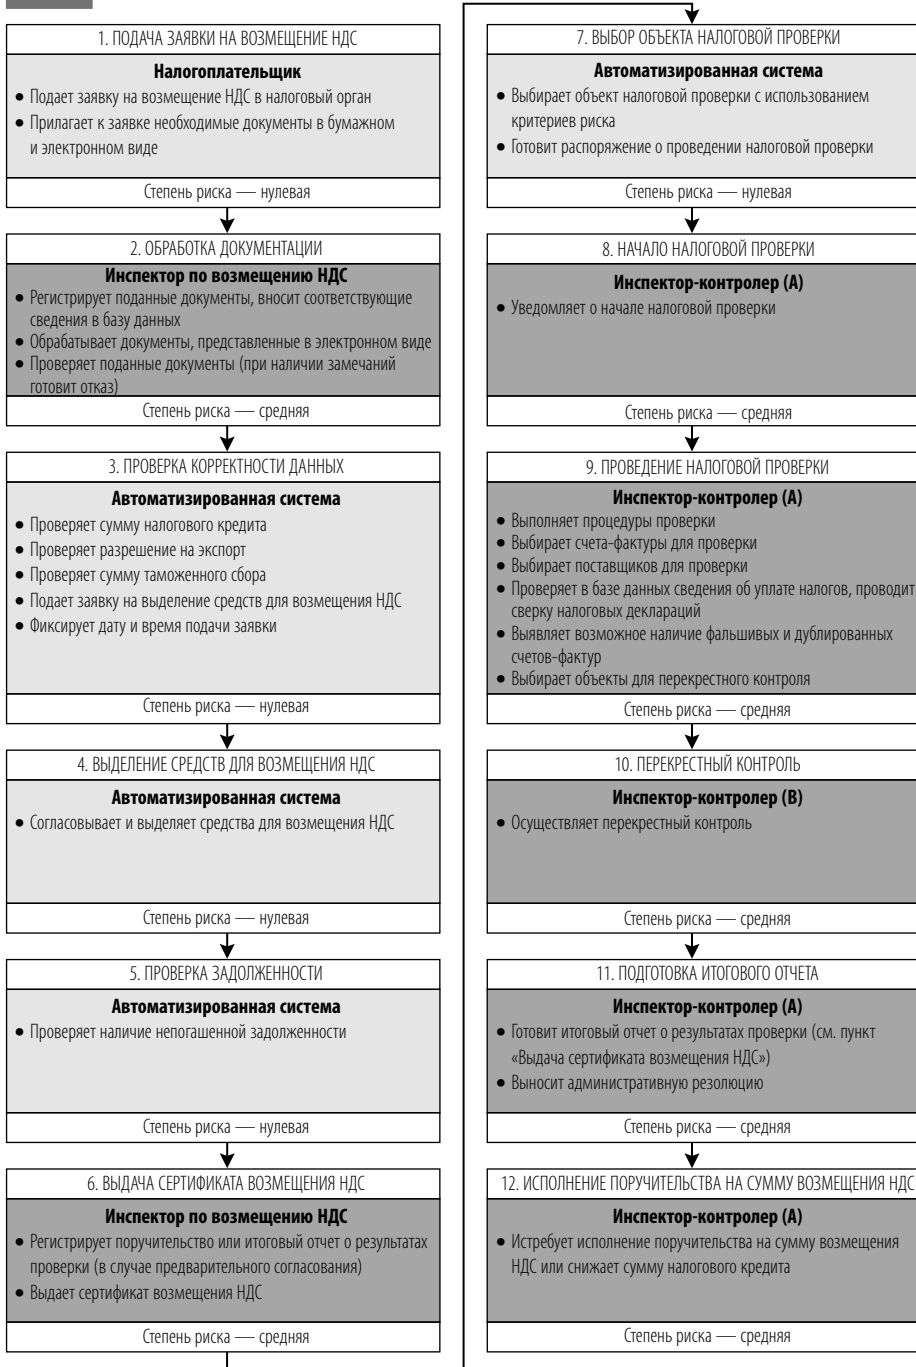 1. ПОДАЧА ЗАЯВКИ НА ВОЗМЕЩЕНИЕ НДС
Налогоплательщик
● Подает заявку на возмещение НДС в налоговый орган
● Прилагает к заявке необходимые документы в бумажном
и электронном виде
Степень риска — нулевая
2. ОБРАБОТКА ДОКУМЕНТАЦИИ
Инспектор по возмещению НДС
● Регистрирует поданные документы, вносит соответствующие
сведения в базу данных
● Обрабатывает документы, представленные в электронном виде
● Проверяет поданные документы (при наличии замечаний
готовит отказ)
Степень риска — средняя
3. ПРОВЕРКА КОРРЕКТНОСТИ ДАННЫХ
Автоматизированная система
● Проверяет сумму налогового кредита
● Проверяет разрешение на экспорт
● Проверяет сумму таможенного сбора
● Подает заявку на выделение средств для возмещения НДС
● Фиксирует дату и время подачи заявки
Степень риска — нулевая
4. ВЫДЕЛЕНИЕ СРЕДСТВ ДЛЯ ВОЗМЕЩЕНИЯ НДС
Автоматизированная система
● Согласовывает и выделяет средства для возмещения НДС
Степень риска — нулевая
5. ПРОВЕРКА ЗАДОЛЖЕННОСТИ
Автоматизированная система
● Проверяет наличие непогашенной задолженности
Степень риска — нулевая
6. ВЫДАЧА СЕРТИФИКАТА ВОЗМЕЩЕНИЯ НДС
Инспектор по возмещению НДС
● Регистрирует поручительство или итоговый отчет о результатах
проверки (в случае предварительного согласования)
● Выдает сертификат возмещения НДС
Степень риска — средняя
7. ВЫБОР ОБЪЕКТА НАЛОГОВОЙ ПРОВЕРКИ
Автоматизированная система
● Выбирает объект налоговой проверки с использованием
критериев риска
● Готовит распоряжение о проведении налоговой проверки
Степень риска — нулевая
8. НАЧАЛО НАЛОГОВОЙ ПРОВЕРКИ
Инспектор-контролер (А)
● Уведомляет о начале налоговой проверки
Степень риска — средняя
9. ПРОВЕДЕНИЕ НАЛОГОВОЙ ПРОВЕРКИ
Инспектор-контролер (А)
● Выполняет процедуры проверки
● Выбирает счета-фактуры для проверки
● Выбирает поставщиков для проверки
● Проверяет в базе данных сведения об уплате налогов, проводит
сверку налоговых деклараций
● Выявляет возможное наличие фальшивых и дублированных
счетов-фактур
● Выбирает объекты для перекрестного контроля
Степень риска — средняя
10. ПЕРЕКРЕСТНЫЙ КОНТРОЛЬ
Инспектор-контролер (В)
● Осуществляет перекрестный контроль
Степень риска — средняя
11. ПОДГОТОВКА ИТОГОВОГО ОТЧЕТА
Инспектор-контролер (А)
● Готовит итоговый отчет о результатах проверки (см. пункт
«Выдача сертификата возмещения НДС»)
● Выносит административную резолюцию
Степень риска — средняя
12. ИСПОЛНЕНИЕ ПОРУЧИТЕЛЬСТВА НА СУММУ ВОЗМЕЩЕНИЯ НДС
Инспектор-контролер (А)
● Истребует исполнение поручительства на сумму возмещения
НДС или снижает сумму налогового кредита
Степень риска — средняя